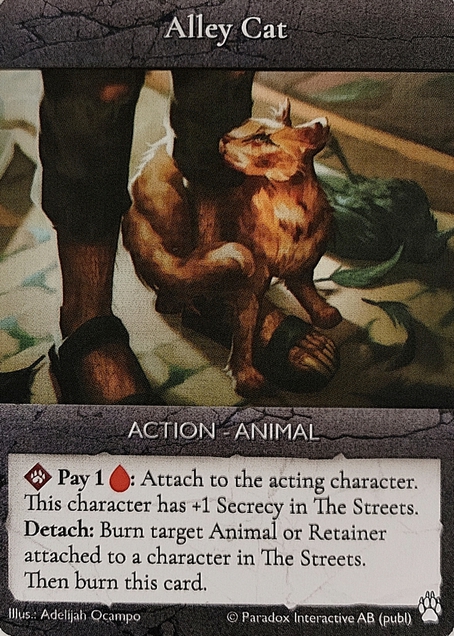 Alley Cat
ACTION - ANIMAL
Pay 1 : Attach to the acting character.
This character has +1 Secrecy in The Streets.
Detach: Burn target Animal or Retainer
attached to a character in The Streets.
Then burn this card.
Illus.: Adelijah Ocampo © Paradox Interactive AB (publ)